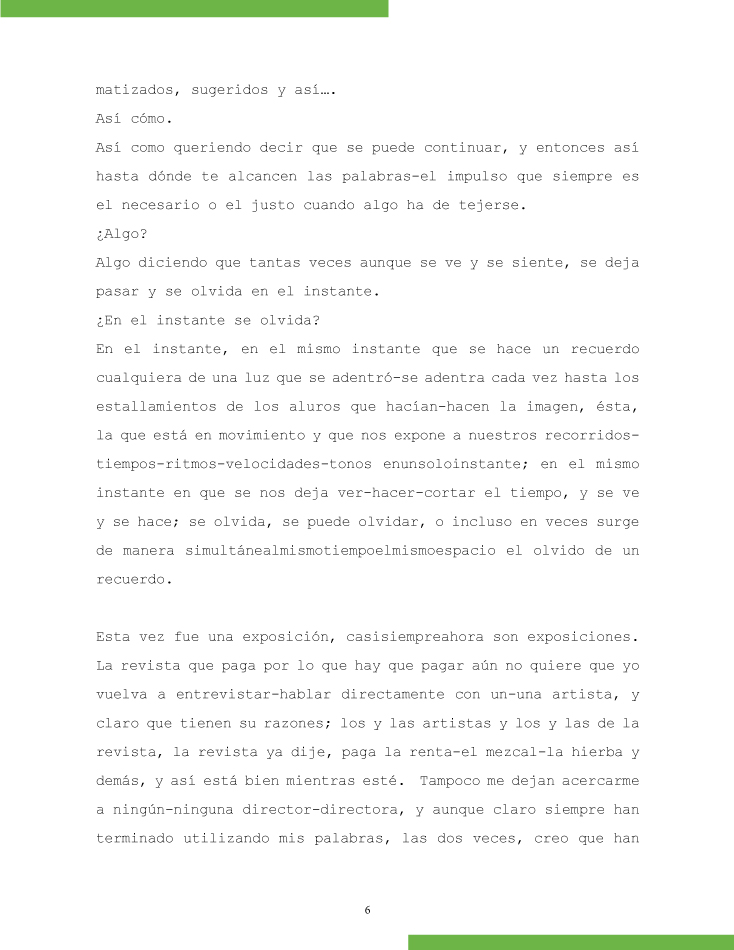 matizados, sugeridos y así….
Así cómo.
Así como queriendo decir que se puede continuar, y entonces así
hasta dónde te alcancen las palabras-el impulso que siempre es
el necesario o el justo cuando algo ha de tejerse.
¿Algo?
Algo diciendo que tantas veces aunque se ve y se siente, se deja
pasar y se olvida en el instante.
¿En el instante se olvida?
En el instante, en el mismo instante que se hace un recuerdo
cualquiera de una luz que se adentró-se adentra cada vez hasta los
estallamientos de los aluros que hacían-hacen la imagen, ésta,
la que está en movimiento y que nos expone a nuestros recorridos-
tiempos-ritmos-velocidades-tonos enunsoloinstante; en el mismo
instante en que se nos deja ver-hacer-cortar el tiempo, y se ve
y se hace; se olvida, se puede olvidar, o incluso en veces surge
de manera simultánealmismotiempoelmismoespacio el olvido de un
recuerdo.
Esta vez fue una exposición, casisiempreahora son exposiciones.
La revista que paga por lo que hay que pagar aún no quiere que yo
vuelva a entrevistar-hablar directamente con un-una artista, y
claro que tienen su razones; los y las artistas y los y las de la
revista, la revista ya dije, paga la renta-el mezcal-la hierba y
demás, y así está bien mientras esté. Tampoco me dejan acercarme
a ningún-ninguna director-directora, y aunque claro siempre han
terminado utilizando mis palabras, las dos veces, creo que han
6